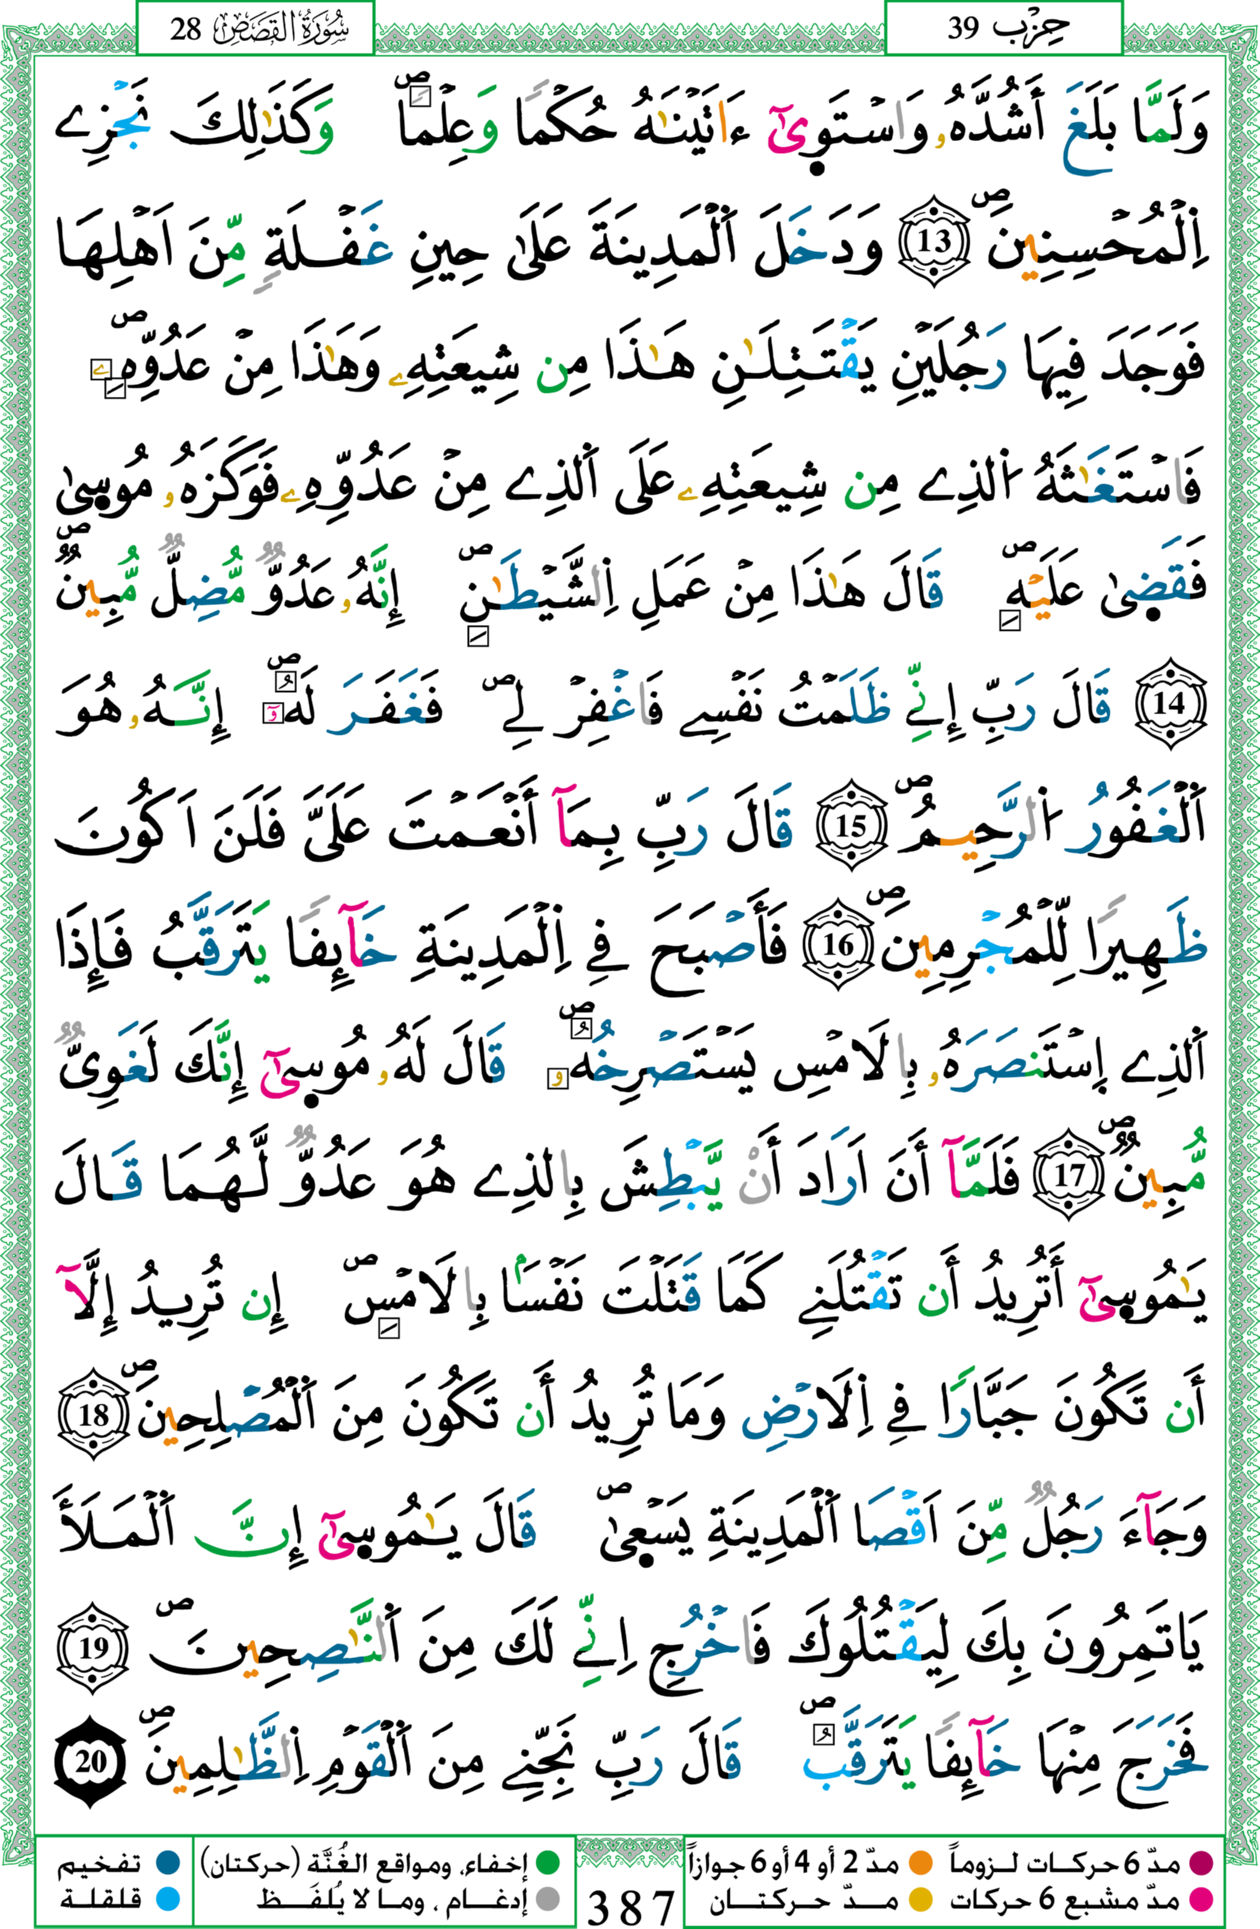 حِزْب 39
سُورَةُ القَصَصِ 28
وَلَمَّا بَلَغَ أَشُدَّهُۥ وَاسْتَوِىٰٓ ءَاتَيْنَٰهُ حُكْمًا وَعِلْمًاۖ وَكَذَٰلِكَ نَجْزِے
اِ۬لْمُحْسِنِينَۖ 13 وَدَخَلَ اَ۬لْمَدِينَةَ عَلَىٰ حِينِ غَفْلَةٍ مِّنَ اَهْلِهَا
فَوَجَدَ فِيهَا رَجُلَيْنِ يَقْتَتِلَٰنِ هَٰذَا مِن شِيعَتِهِۦ وَهَٰذَا مِنْ عَدُوِّهِۦۖ
فَاسْتَغَٰثَهُ اُ۬لذِے مِن شِيعَتِهِۦ عَلَى اَ۬لذِے مِنْ عَدُوِّهِۦ فَوَكَزَهُۥ مُوسِىٰ
فَقَضِىٰ عَلَيْهِۖ قَالَ هَٰذَا مِنْ عَمَلِ اِ۬لشَّيْطَٰنِۖ إِنَّهُۥ عَدُوٌّ مُّضِلٌّ مُّبِينٌۖ
14 قَالَ رَبِّ إِنِّے ظَلَمْتُ نَفْسِے فَاغْفِرْ لِےۖ فَغَفَرَ لَهُۥٓۖ إِنَّهُۥ هُوَ
اَ۬لْغَفُورُ اُ۬لرَّحِيمُۖ 15 قَالَ رَبِّ بِمَآ أَنْعَمْتَ عَلَيَّ فَلَنَ اَكُونَ
ظَهِيرًا لِّلْمُجْرِمِينَۖ 16 فَأَصْبَحَ فِے اِ۬لْمَدِينَةِ خَآئِفًا يَتَرَقَّبُ فَإِذَا
اَ۬لذِے اِ۪سْتَنصَرَهُۥ بِالَامْسِ يَسْتَصْرِخُهُۥۖ قَالَ لَهُۥ مُوسِىٰٓ إِنَّكَ لَغَوِىٌّ
مُّبِينٌۖ 17 فَلَمَّآ أَنَ اَرَادَ أَنْ يَّبْطِشَ بِالذِے هُوَ عَدُوٌّ لَّهُمَا قَالَ
يَٰمُوسِىٰٓ أَتُرِيدُ أَن تَقْتُلَنِے كَمَا قَتَلْتَ نَفْسَۢا بِالَامْسِۖ إِن تُرِيدُ إِلَّآ
أَن تَكُونَ جَبَّارًا فِے اِ۬لَارْضِ وَمَا تُرِيدُ أَن تَكُونَ مِنَ اَ۬لْمُصْلِحِينَۖ 18
وَجَآءَ رَجُلٌ مِّنَ اَقْصَا اَ۬لْمَدِينَةِ يَسْعِىٰۖ قَالَ يَٰمُوسِىٰٓ إِنَّ اَ۬لْمَلَأَ
يَاتَمِرُونَ بِكَ لِيَقْتُلُوكَ فَاخْرُجِ اِنِّے لَكَ مِنَ اَ۬لنَّٰصِحِينَۖ 19
فَخَرَجَ مِنْهَا خَآئِفًا يَتَرَقَّبُۖ قَالَ رَبِّ نَجِّنِے مِنَ اَ۬لْقَوْمِ اِ۬لظَّٰلِمِينَۖ 20
مدّ 6 حركات لـزوماً مدّ 2 أو 4 أو 6 جوازاً
مدّ مشبع 6 حركات مـدّ حـركتـان
387
إخفاء، ومواقع الغُنَّة (حركتان) تفخيم
إدغـام ، ومـا لا يُلفَـظ قلقلة